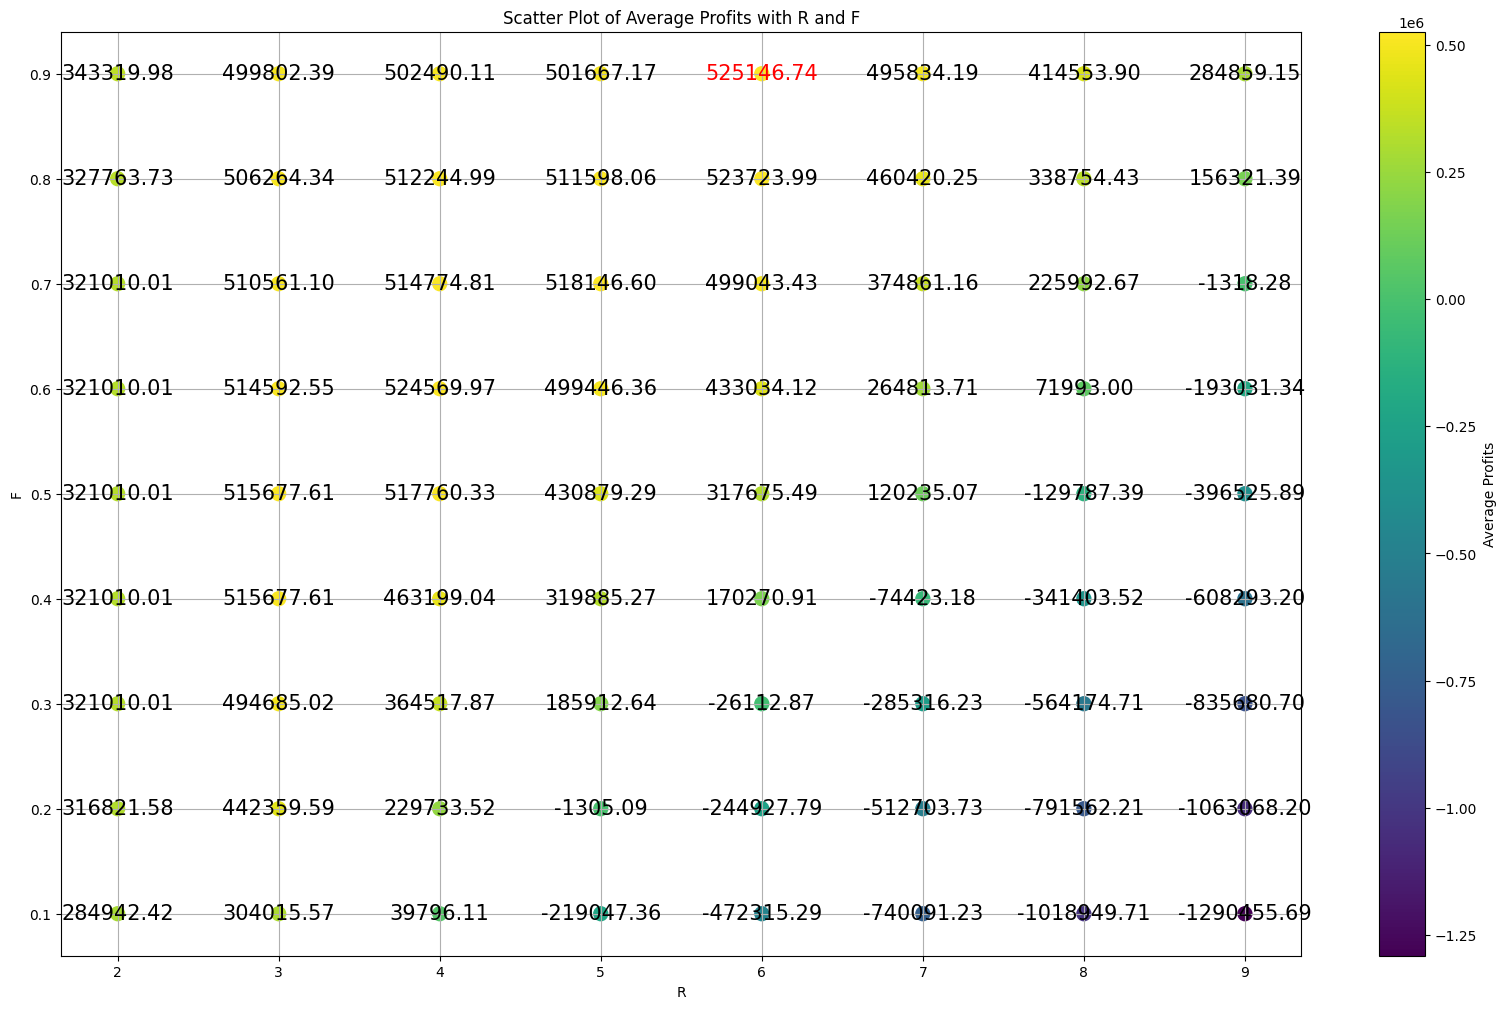 Scatter Plot of Average Profits with R and F
1e6
0.9 343319.98 499802.39 502490.11 501667.17 525146.74 495834.19 414553.90 284859.15
0.8 327763.73 506264.34 512244.99 511598.06 523723.99 460420.25 338754.43 156321.39
0.7 321010.01 510561.10 514774.81 518146.60 499043.43 374861.16 225992.67 -1318.28
0.6 321010.01 514592.55 524569.97 499446.36 433034.12 264813.71 71993.00 -193031.34
0.5 321010.01 515677.61 517760.33 430879.29 317675.49 120235.07 -129787.39 -396525.89
0.4 321010.01 515677.61 463199.04 319885.27 170270.91 -74423.18 -341403.52 -608293.20
0.3 321010.01 494685.02 364517.87 185912.64 -26112.87 -285316.23 -564174.71 -835680.70
0.2 316821.58 442359.59 229733.52 -1305.09 -244927.79 -512703.73 -791562.21 -1063068.20
0.1 284942.42 304015.57 39796.11 -219047.36 -472315.29 -740091.23 -1018949.71 -1290455.69
F
2 3 4 5 6 7 8 9
R
0.50
0.25
0.00
−0.25
−0.50
−0.75
−1.00
−1.25
Average Profits